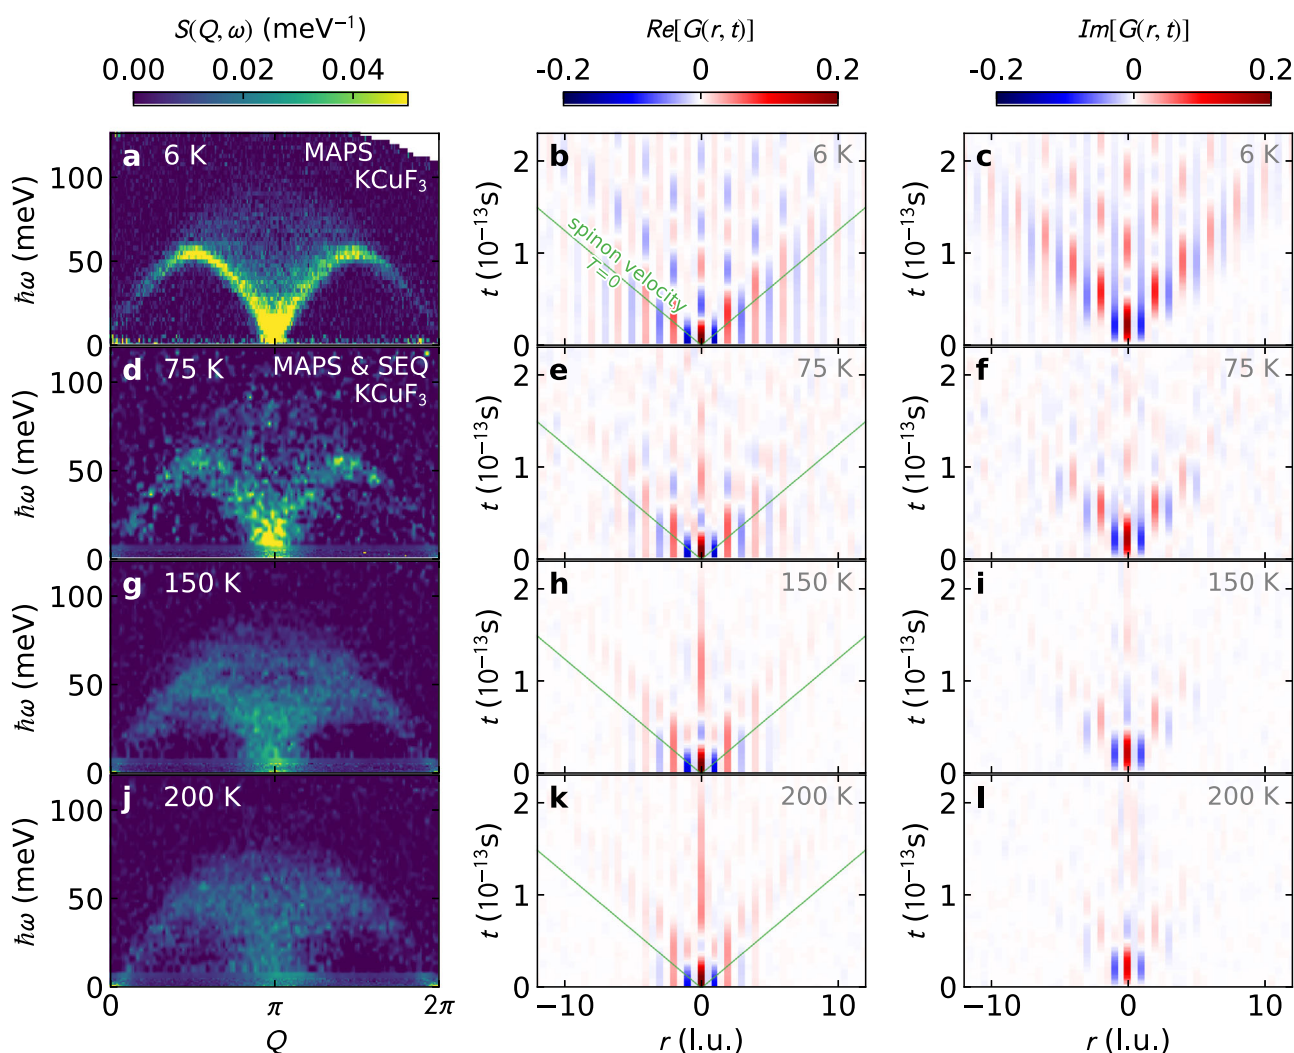 S(Q, ω) (meV⁻¹)
0.00 0.02 0.04
Re[G(r, t)]
-0.2 0 0.2
Im[G(r, t)]
-0.2 0 0.2
a 6 K MAPS
KCuF₃
ħω (meV)
100
50
0
b 6 K
t (10⁻¹³s)
2
1
0
spinon velocity
T=0
c 6 K
t (10⁻¹³s)
2
1
0
d 75 K MAPS & SEQ
KCuF₃
ħω (meV)
100
50
0
e 75 K
t (10⁻¹³s)
2
1
0
f 75 K
t (10⁻¹³s)
2
1
0
g 150 K
ħω (meV)
100
50
0
h 150 K
t (10⁻¹³s)
2
1
0
i 150 K
t (10⁻¹³s)
2
1
0
j 200 K
ħω (meV)
100
50
0
0 π 2π
Q
k 200 K
t (10⁻¹³s)
2
1
0
−10 0 10
r (l.u.)
l 200 K
t (10⁻¹³s)
2
1
0
−10 0 10
r (l.u.)